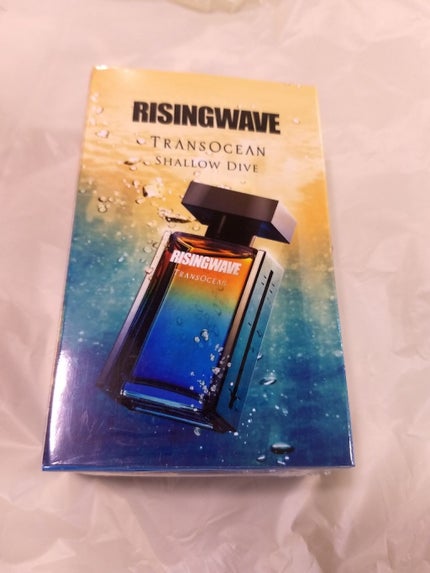 RISINGWAVE
TRANSOCEAN
SHALLOW DIVE
RISINGWAVE
TRANSOCEAN